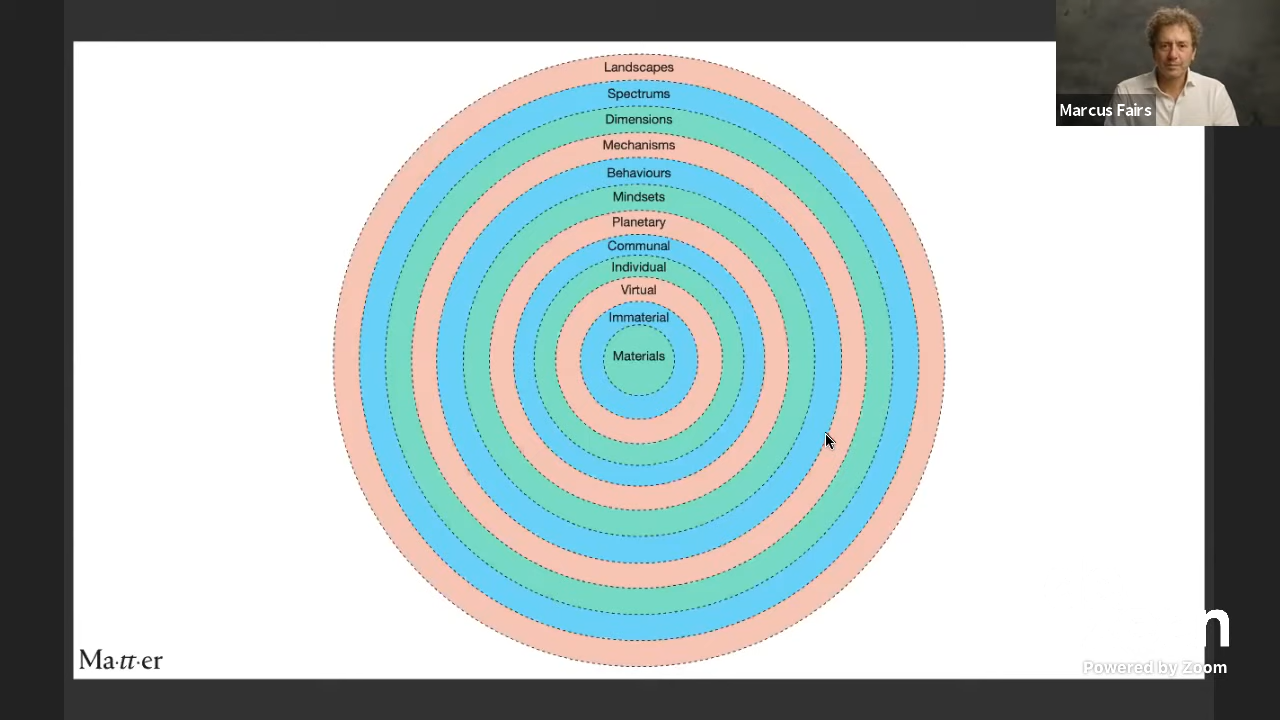 Landscapes
Spectrums
Dimensions
Mechanisms
Behaviours
Mindsets
Planetary
Communal
Individual
Virtual
Immaterial
Materials
Marcus Fairs
Ma·tt·er
Powered by Zoom